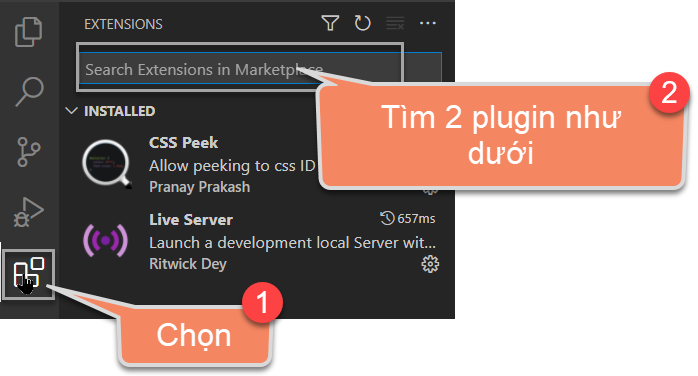 EXTENSIONS
Search Extensions in Marketplace
2
Tìm 2 plugin như
dưới
INSTALLED
CSS Peek
Allow peeking to css ID
Pranay Prakash
Live Server
657ms
Launch a development local Server wit...
Ritwick Dey
1
Chọn